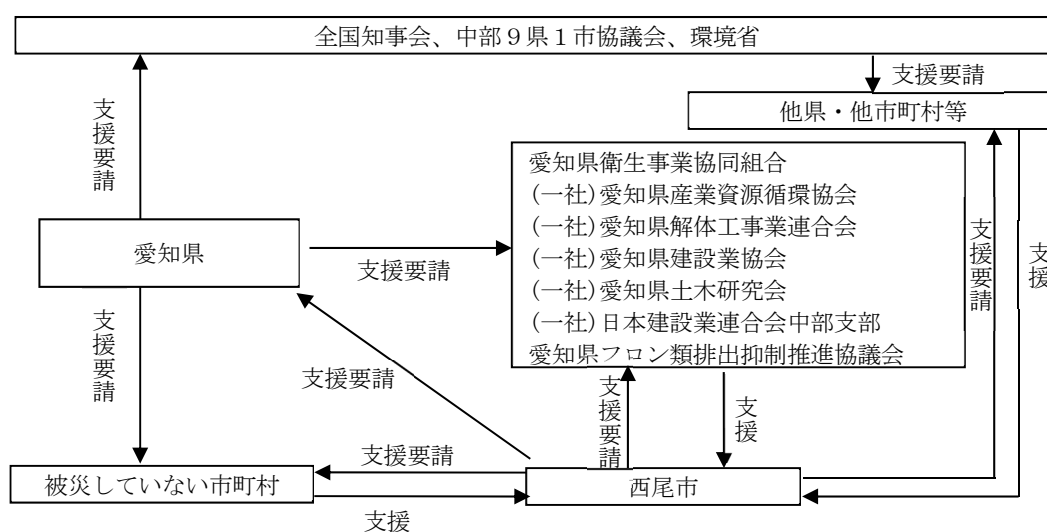 全国知事会、中部９県１市協議会、環境省
支援要請
支援要請
他県・他市町村等
愛知県衛生事業協同組合
(一社)愛知県産業資源循環協会
(一社)愛知県解体工事業連合会
(一社)愛知県建設業協会
(一社)愛知県土木研究会
(一社)日本建設業連合会中部支部
愛知県フロン類排出抑制推進協議会
愛知県
支援要請
支援要請
支援
支援要請
支援要請
支援要請
支援
支援要請
被災していない市町村
西尾市
支援